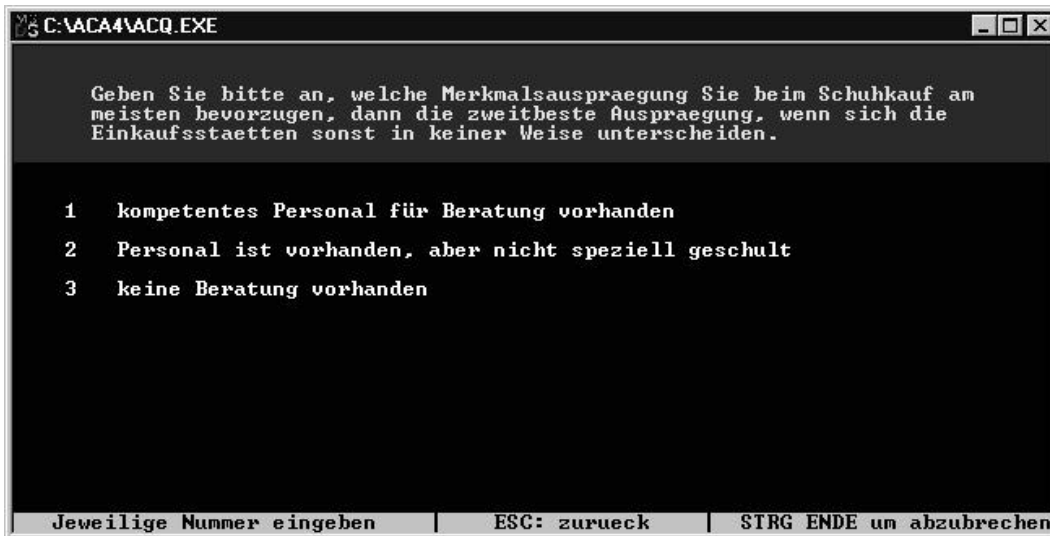 C:\ACA4\ACQ.EXE
Geben Sie bitte an, welche Merkmalsauspraegung Sie beim Schuhkauf am
meisten bevorzugen, dann die zweitbeste Auspraegung, wenn sich die
Einkaufsstaetten sonst in keiner Weise unterscheiden.
1 kompetentes Personal für Beratung vorhanden
2 Personal ist vorhanden, aber nicht speziell geschult
3 keine Beratung vorhanden
Jeweilige Nummer eingeben ESC: zurueck STRG ENDE um abzubrechen